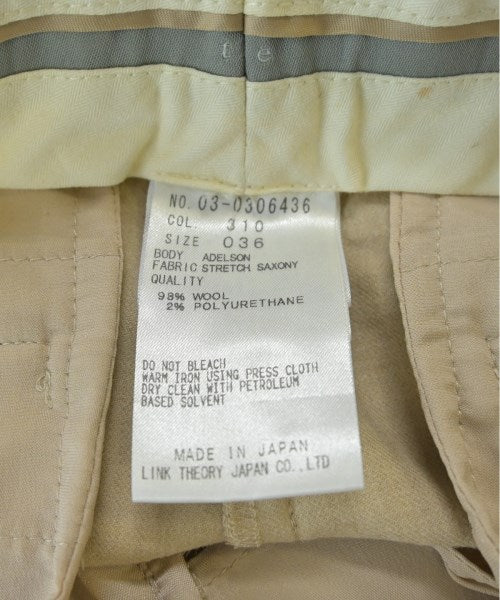 t e
NO. 03-0306436
COL. 310
SIZE 036
BODY ADELSON
FABRIC STRETCH SAXONY
QUALITY
98% WOOL
2% POLYURETHANE
DO NOT BLEACH
WARM IRON USING PRESS CLOTH
DRY CLEAN WITH PETROLEUM
BASED SOLVENT
MADE IN JAPAN
LINK THEORY JAPAN CO.,LTD